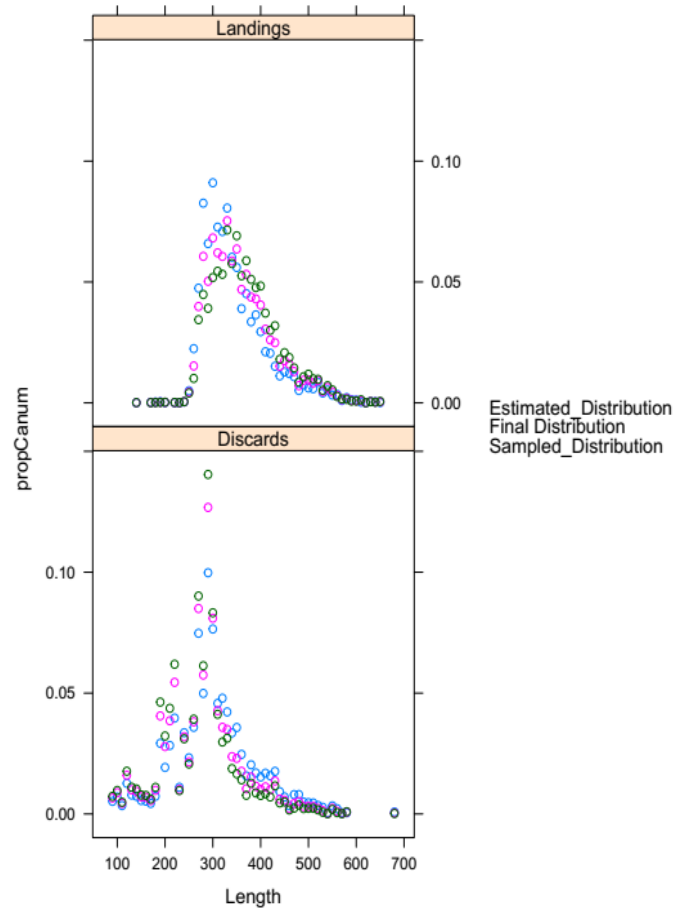 Landings
0.10
0.05
0.00
Estimated_Distribution
Final Distribution
Sampled_Distribution
propCanum
Discards
0.10
0.05
0.00
100 200 300 400 500 600 700
Length